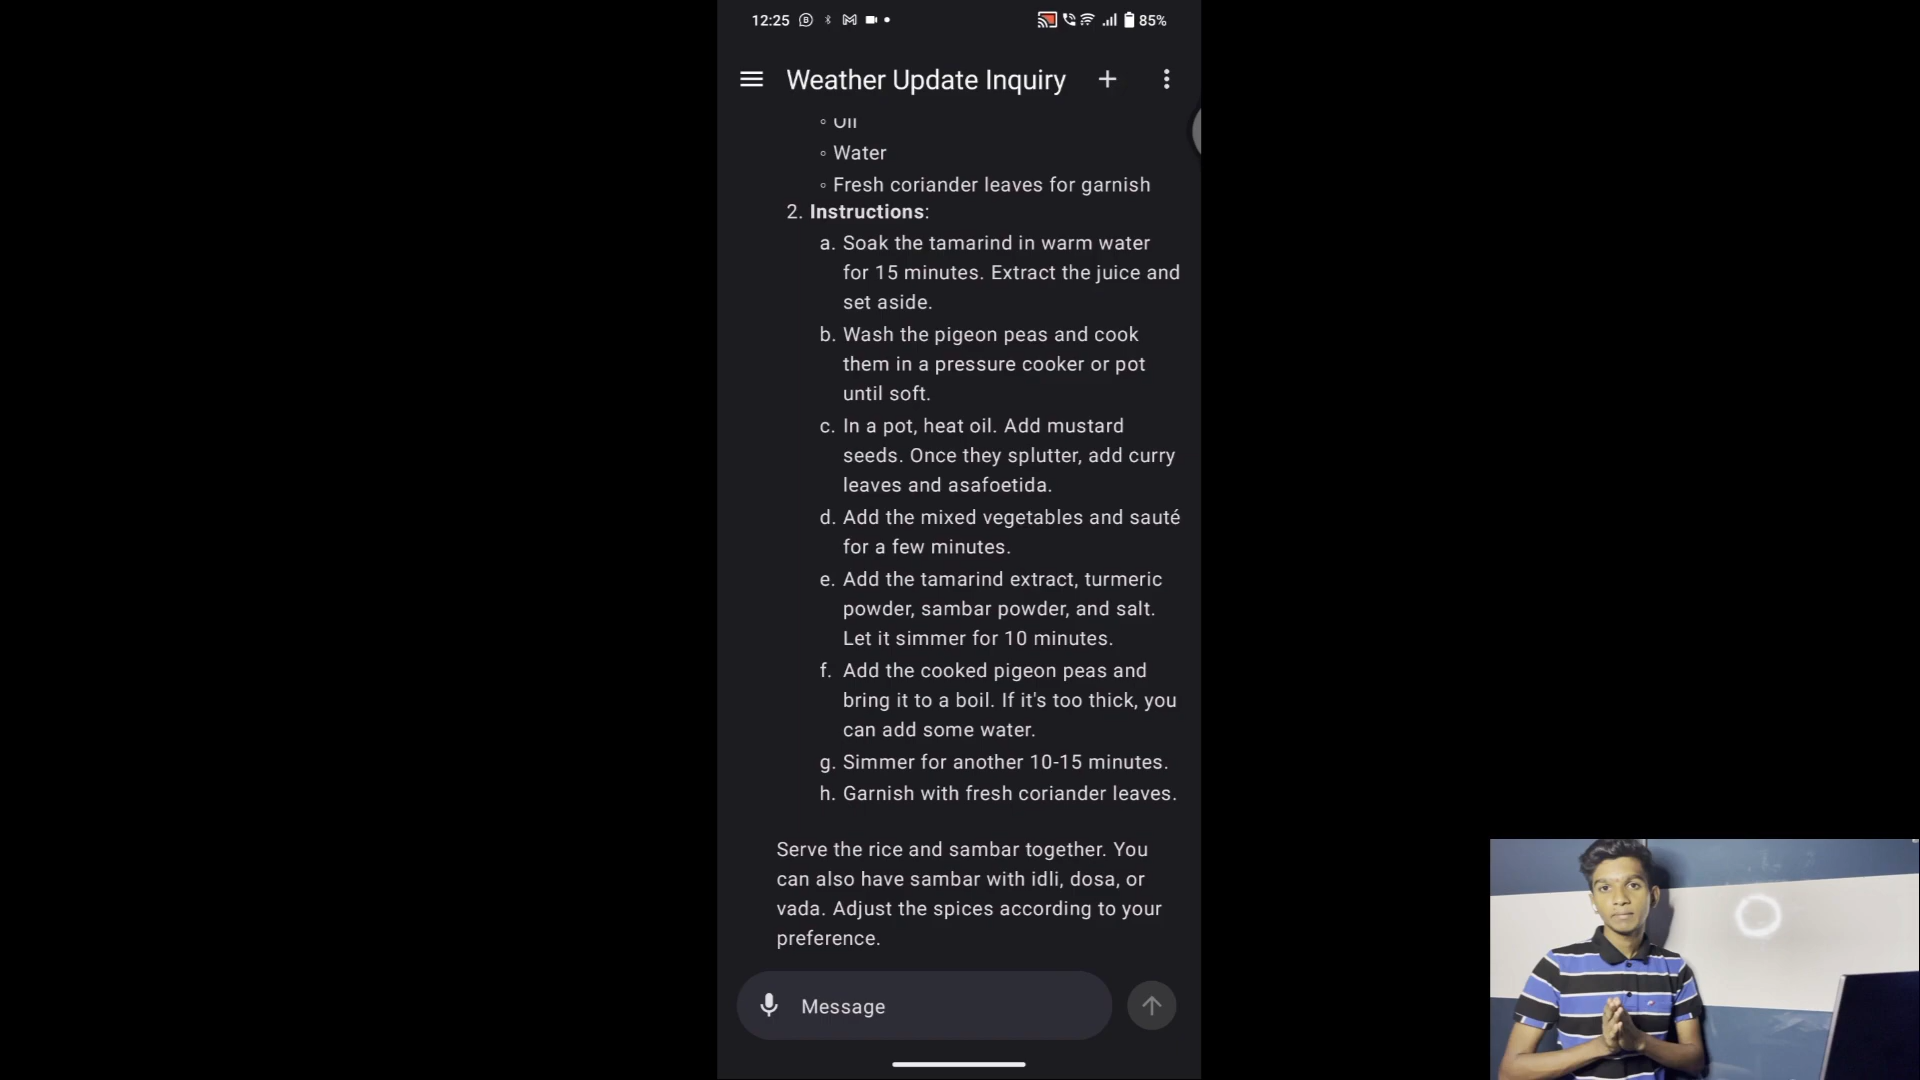 12:25
85%
Weather Update Inquiry
◦ Oil
◦ Water
◦ Fresh coriander leaves for garnish
2. Instructions:
a. Soak the tamarind in warm water
for 15 minutes. Extract the juice and
set aside.
b. Wash the pigeon peas and cook
them in a pressure cooker or pot
until soft.
c. In a pot, heat oil. Add mustard
seeds. Once they splutter, add curry
leaves and asafoetida.
d. Add the mixed vegetables and sauté
for a few minutes.
e. Add the tamarind extract, turmeric
powder, sambar powder, and salt.
Let it simmer for 10 minutes.
f. Add the cooked pigeon peas and
bring it to a boil. If it's too thick, you
can add some water.
g. Simmer for another 10-15 minutes.
h. Garnish with fresh coriander leaves.
Serve the rice and sambar together. You
can also have sambar with idli, dosa, or
vada. Adjust the spices according to your
preference.
Message